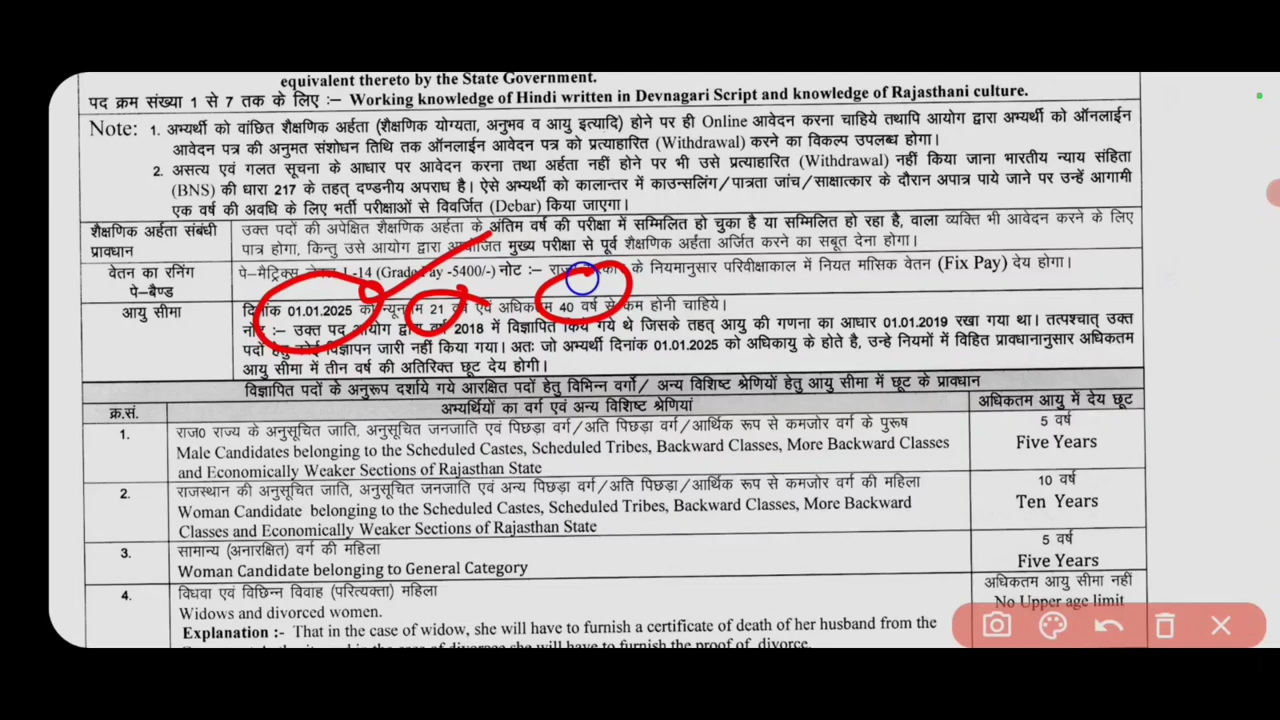 equivalent thereto by the State Government.
पद क्रम संख्या 1 से 7 तक के लिए :– Working knowledge of Hindi written in Devnagari Script and knowledge of Rajasthani culture.
Note: 1. अभ्यर्थी को वांछित शैक्षणिक अर्हता (शैक्षणिक योग्यता, अनुभव व आयु इत्यादि) होने पर ही Online आवेदन करना चाहिये तथापि आयोग द्वारा अभ्यर्थी को ऑनलाईन
आवेदन पत्र की अनुमत संशोधन तिथि तक ऑनलाईन आवेदन पत्र को प्रत्याहारित (Withdrawal) करने का विकल्प उपलब्ध होगा।
2. असत्य एवं गलत सूचना के आधार पर आवेदन करना तथा अर्हता नहीं होने पर भी उसे प्रत्याहारित (Withdrawal) नहीं किया जाना भारतीय न्याय संहिता
(BNS) की धारा 217 के तहत् दण्डनीय अपराध है। ऐसे अभ्यर्थी को कालान्तर में काउन्सलिंग/पात्रता जांच/साक्षात्कार के दौरान अपात्र पाये जाने पर उन्हें आगामी
एक वर्ष की अवधि के लिए भर्ती परीक्षाओं से विवर्जित (Debar) किया जाएगा।
शैक्षणिक अर्हता संबंधी प्रावधान
उक्त पदों की अपेक्षित शैक्षणिक अर्हता के अंतिम वर्ष की परीक्षा में सम्मिलित हो चुका है या सम्मिलित हो रहा है, वाला व्यक्ति भी आवेदन करने के लिए
पात्र होगा, किन्तु उसे आयोग द्वारा आयोजित मुख्य परीक्षा से पूर्व शैक्षणिक अर्हता अर्जित करने का सबूत देना होगा।
वेतन का रनिंग
पे–बैण्ड
पे–मैट्रिक्स L-14 (Grade Pay -5400/-) नोट :– के नियमानुसार परिवीक्षाकाल में नियत मासिक वेतन (Fix Pay) देय होगा।
आयु सीमा
दिनांक 01.01.2025 को न्यूनतम 21 वर्ष एवं अधिकतम 40 वर्ष से कम होनी चाहिये।
नोट :– उक्त पद आयोग द्वारा वर्ष 2018 में विज्ञापित किये गये थे जिसके तहत् आयु की गणना का आधार 01.01.2019 रखा गया था। तत्पश्चात् उक्त
पदों हेतु कोई विज्ञापन जारी नहीं किया गया। अतः जो अभ्यर्थी दिनांक 01.01.2025 को अधिकायु के होते है, उन्हें नियमों में विहित प्रावधानानुसार अधिकतम
आयु सीमा में तीन वर्ष की अतिरिक्त छूट देय होगी।
विज्ञापित पदों के अनुरूप दर्शाये गये आरक्षित पदों हेतु विभिन्न वर्गो/ अन्य विशिष्ट श्रेणियों हेतु आयु सीमा में छूट के प्रावधान
क्र.सं. अभ्यर्थियों का वर्ग एवं अन्य विशिष्ट श्रेणियां अधिकतम आयु में देय छूट
1. राज0 राज्य के अनुसूचित जाति, अनुसूचित जनजाति एवं पिछड़ा वर्ग/अति पिछड़ा वर्ग/आर्थिक रूप से कमजोर वर्ग के पुरूष 5 वर्ष
Male Candidates belonging to the Scheduled Castes, Scheduled Tribes, Backward Classes, More Backward Classes Five Years
and Economically Weaker Sections of Rajasthan State
2. राजस्थान की अनुसूचित जाति, अनुसूचित जनजाति एवं अन्य पिछड़ा वर्ग/अति पिछड़ा/आर्थिक रूप से कमजोर वर्ग की महिला 10 वर्ष
Woman Candidate belonging to the Scheduled Castes, Scheduled Tribes, Backward Classes, More Backward Ten Years
Classes and Economically Weaker Sections of Rajasthan State
3. सामान्य (अनारक्षित) वर्ग की महिला 5 वर्ष
Woman Candidate belonging to General Category Five Years
4. विधवा एवं विछिन्न विवाह (परित्यक्ता) महिला अधिकतम आयु सीमा नहीं
Widows and divorced women. No Upper age limit
Explanation :- That in the case of widow, she will have to furnish a certificate of death of her husband from the